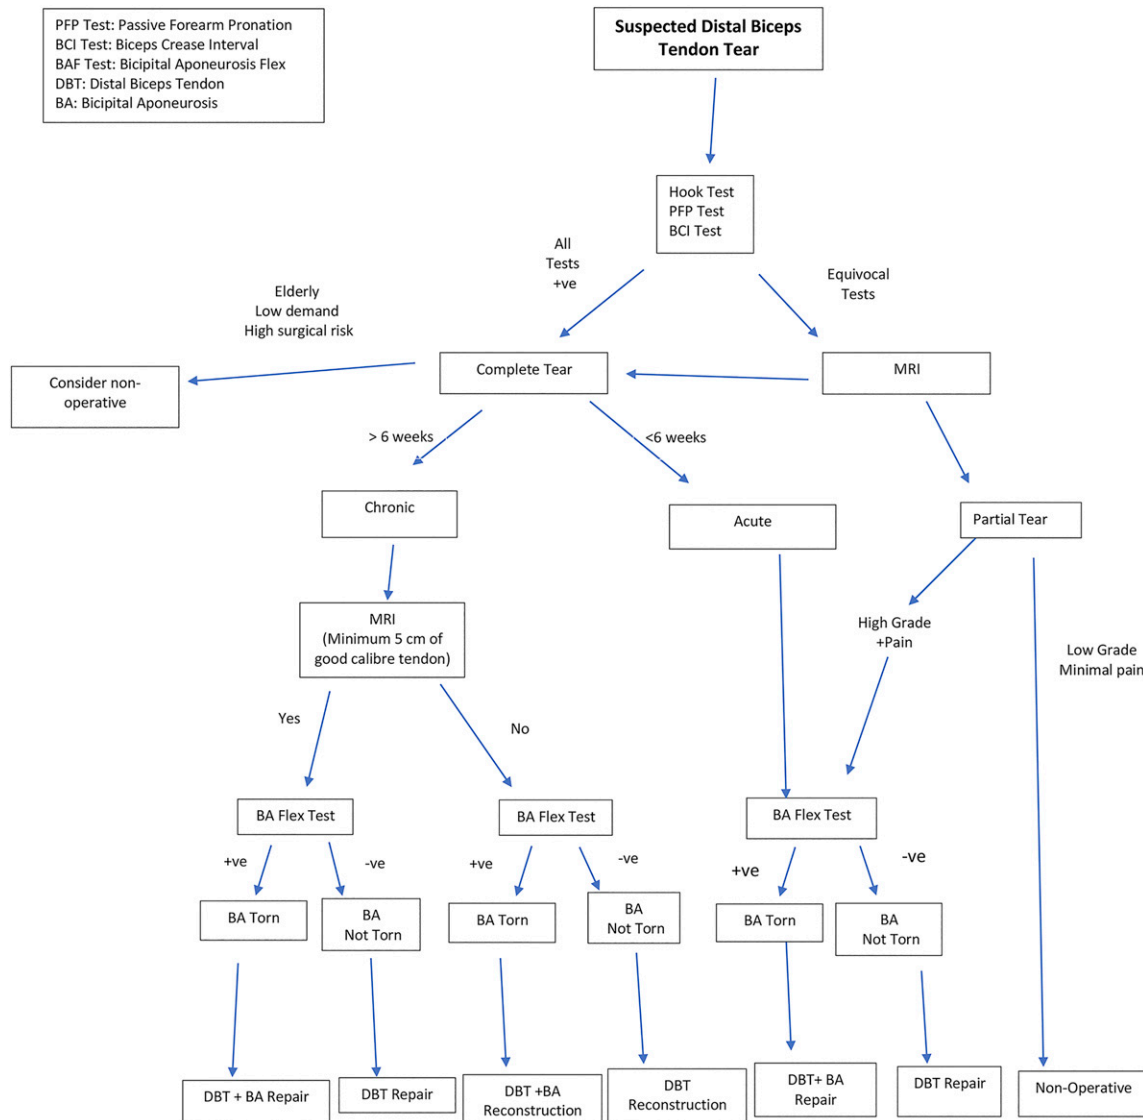 PFP Test: Passive Forearm Pronation
BCI Test: Biceps Crease Interval
BAF Test: Bicipital Aponeurosis Flex
DBT: Distal Biceps Tendon
BA: Bicipital Aponeurosis
Suspected Distal Biceps
Tendon Tear
Hook Test
PFP Test
BCI Test
All
Tests
+ve
Equivocal
Tests
Elderly
Low demand
High surgical risk
Consider non-
operative
Complete Tear
MRI
> 6 weeks
<6 weeks
Chronic
Acute
Partial Tear
MRI
(Minimum 5 cm of
good calibre tendon)
High Grade
+Pain
Low Grade
Minimal pain
Yes
No
BA Flex Test
BA Flex Test
BA Flex Test
+ve
-ve
+ve
-ve
+ve
-ve
BA Torn
BA
Not Torn
BA Torn
BA
Not Torn
BA Torn
BA
Not Torn
DBT + BA Repair
DBT Repair
DBT +BA
Reconstruction
DBT
Reconstruction
DBT+ BA
Repair
DBT Repair
Non-Operative